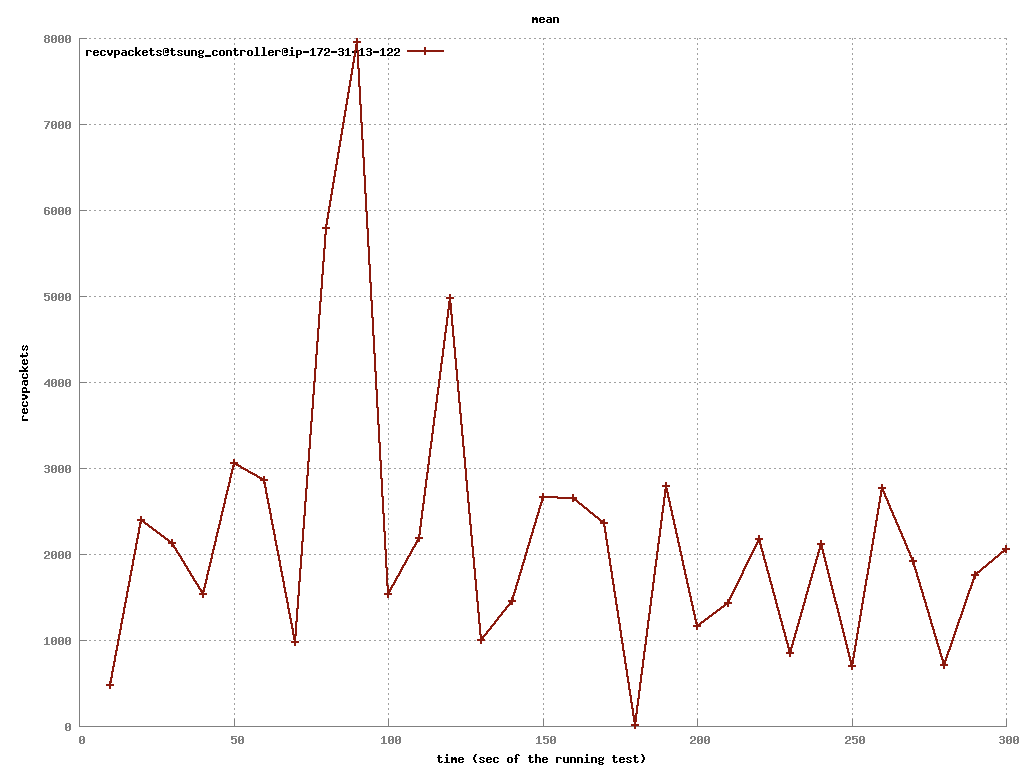 mean
8000
recvpackets@tsung_controller@ip-172-31-13-122
7000
6000
5000
4000
3000
2000
1000
0
recvpackets
0 50 100 150 200 250 300
time (sec of the running test)